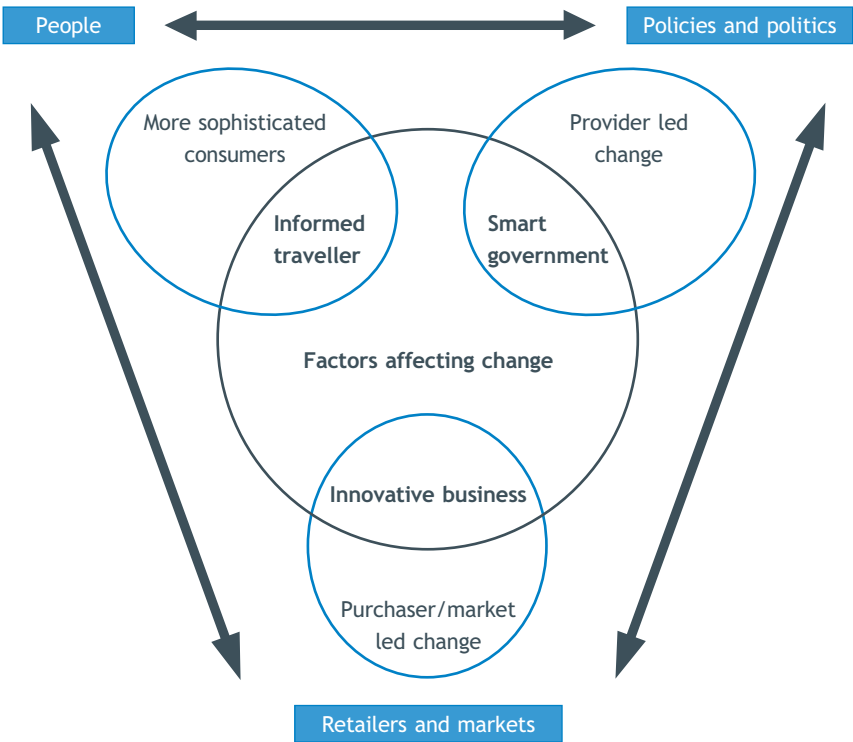 People
Policies and politics
More sophisticated
consumers
Provider led
change
Informed
traveller
Smart
government
Factors affecting change
Innovative business
Purchaser/market
led change
Retailers and markets